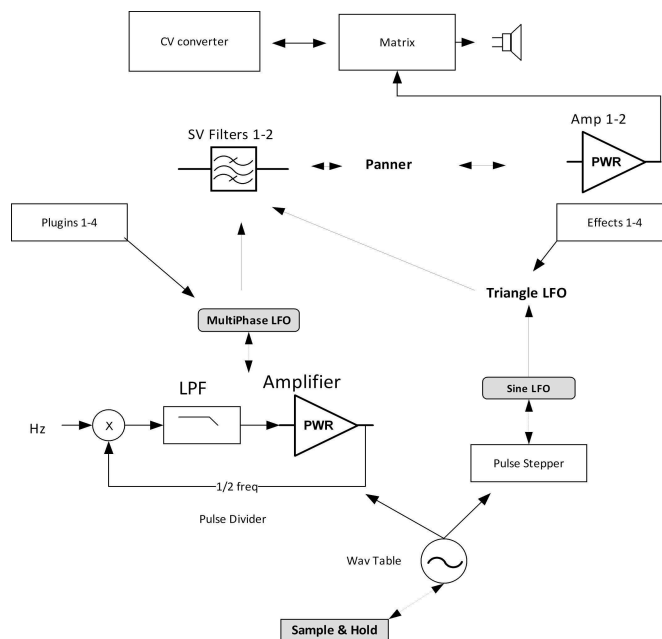 CV converter
Matrix
Amp 1-2
SV Filters 1-2
PWR
Panner
Plugins 1-4
Effects 1-4
Triangle LFO
MultiPhase LFO
Amplifier
LPF
Sine LFO
Hz
X
PWR
Pulse Stepper
1/2 freq
Pulse Divider
Wav Table
Sample & Hold